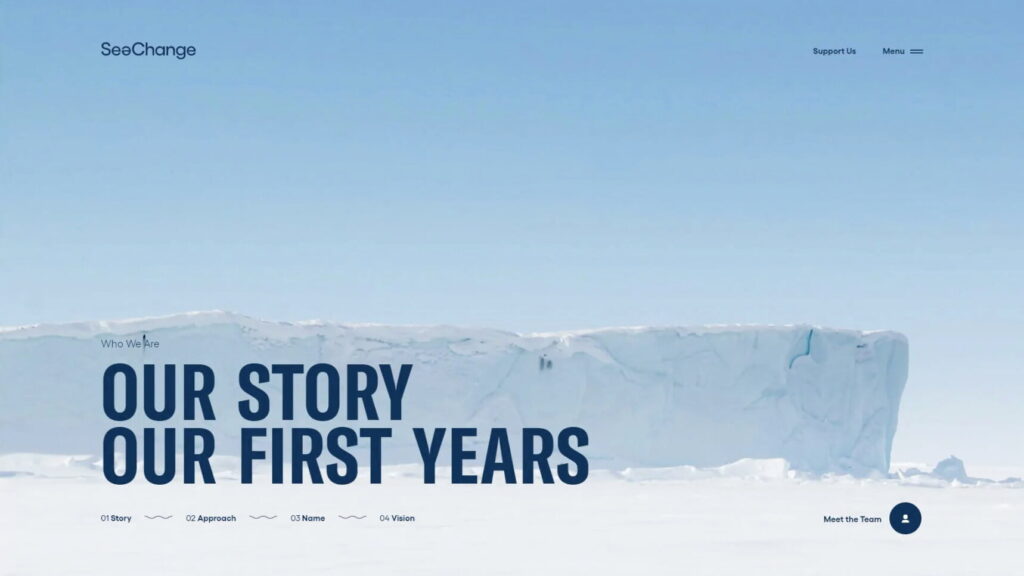 SeeChange
Support Us
Menu
Who We Are
OUR STORY
OUR FIRST YEARS
01 Story
02 Approach
03 Name
04 Vision
Meet the Team